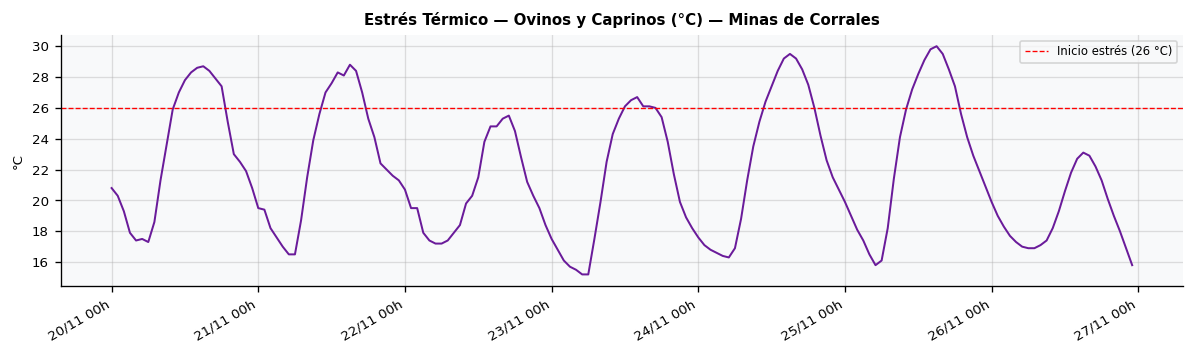 Estrés Térmico — Ovinos y Caprinos (°C) — Minas de Corrales
Inicio estrés (26 °C)
°C
30
28
26
24
22
20
18
16
20/11 00h
21/11 00h
22/11 00h
23/11 00h
24/11 00h
25/11 00h
26/11 00h
27/11 00h